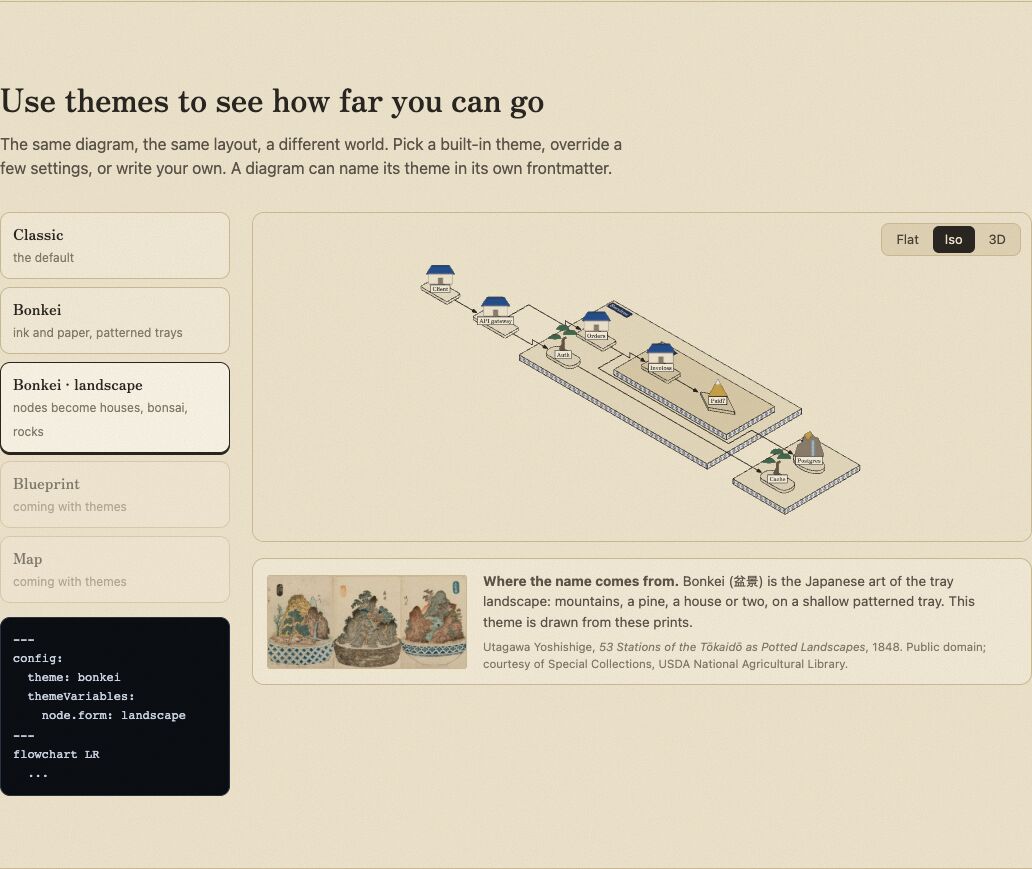 Use themes to see how far you can go
The same diagram, the same layout, a different world. Pick a built-in theme, override a
few settings, or write your own. A diagram can name its theme in its own frontmatter.
Classic
the default
Bonkei
ink and paper, patterned trays
Bonkei · landscape
nodes become houses, bonsai,
rocks
Blueprint
coming with themes
Map
coming with themes
---
config:
  theme: bonkei
  themeVariables:
    node.form: landscape
---
flowchart LR
  ...
Flat
Iso
3D
Client
API gateway
Orders
Auth
Invoices
Paid?
Postgres
Cache
Where the name comes from. Bonkei (盆景) is the Japanese art of the tray
landscape: mountains, a pine, a house or two, on a shallow patterned tray. This
theme is drawn from these prints.
Utagawa Yoshishige, 53 Stations of the Tōkaidō as Potted Landscapes, 1848. Public domain;
courtesy of Special Collections, USDA National Agricultural Library.